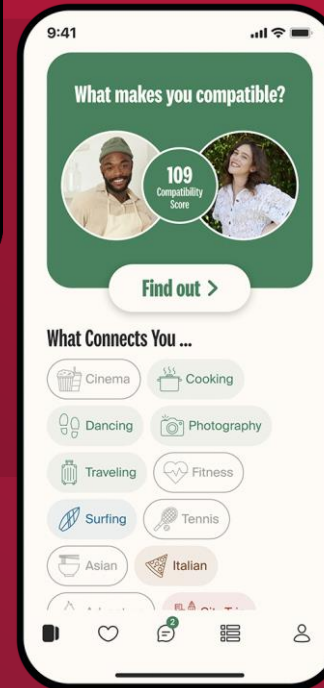 9:41
What makes you compatible?
109
Compatibility
Score
Find out >
What Connects You ...
Cinema
Cooking
Dancing
Photography
Traveling
Fitness
Surfing
Tennis
Asian
Italian
2